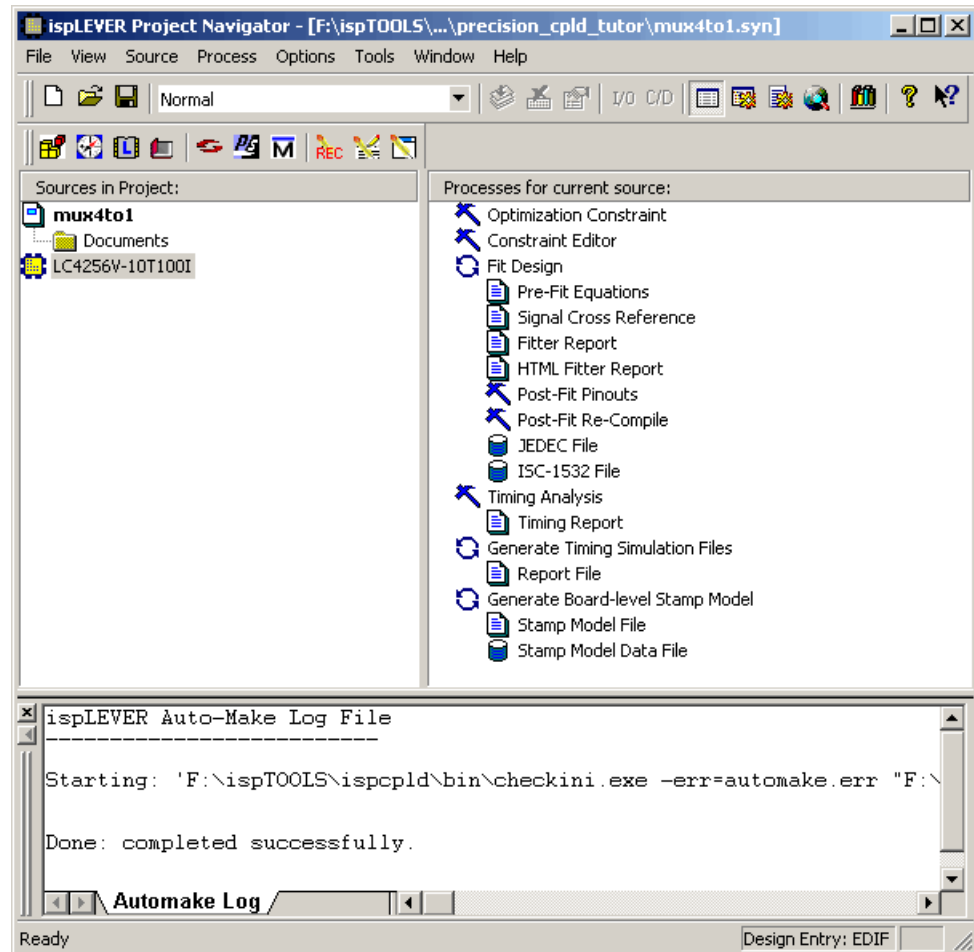 ispLEVER Project Navigator - [F:\ispTOOLS\...\precision_cpld_tutor\mux4to1.syn]
File View Source Process Options Tools Window Help
Normal
I/O C/D
REC
Sources in Project:
mux4to1
Documents
LC4256V-10T100I
Processes for current source:
Optimization Constraint
Constraint Editor
Fit Design
Pre-Fit Equations
Signal Cross Reference
Fitter Report
HTML Fitter Report
Post-Fit Pinouts
Post-Fit Re-Compile
JEDEC File
ISC-1532 File
Timing Analysis
Timing Report
Generate Timing Simulation Files
Report File
Generate Board-level Stamp Model
Stamp Model File
Stamp Model Data File
ispLEVER Auto-Make Log File
---------------------------
Starting: 'F:\ispTOOLS\ispcpld\bin\checkini.exe -err=automake.err "F:\
Done: completed successfully.
Automake Log
Ready
Design Entry: EDIF